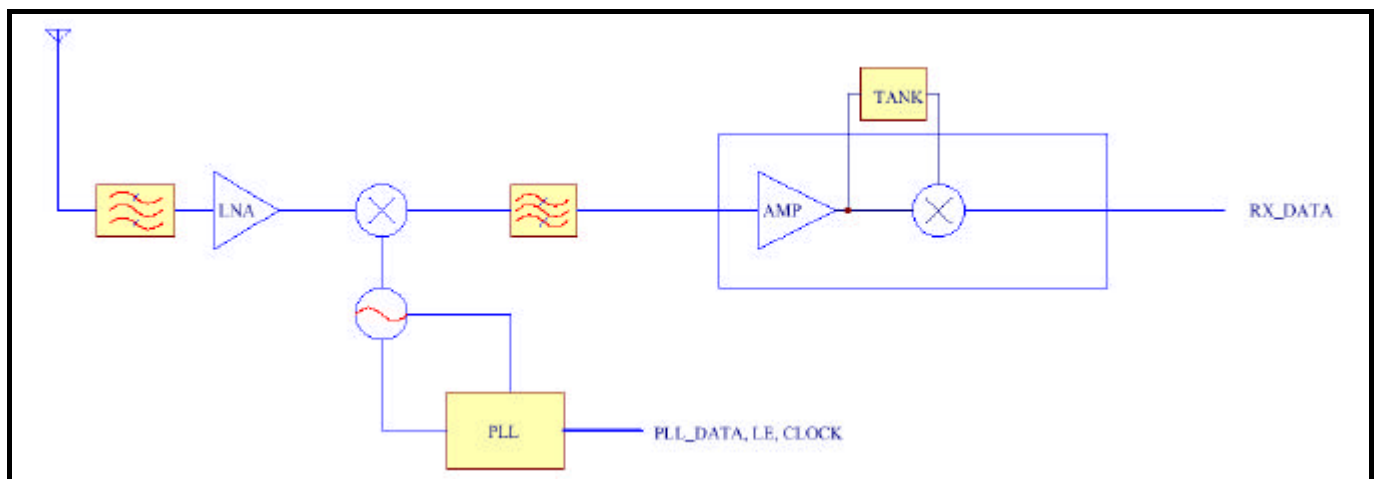 TANK
LNA
AMP
RX_DATA
PLL
PLL_DATA, LE, CLOCK